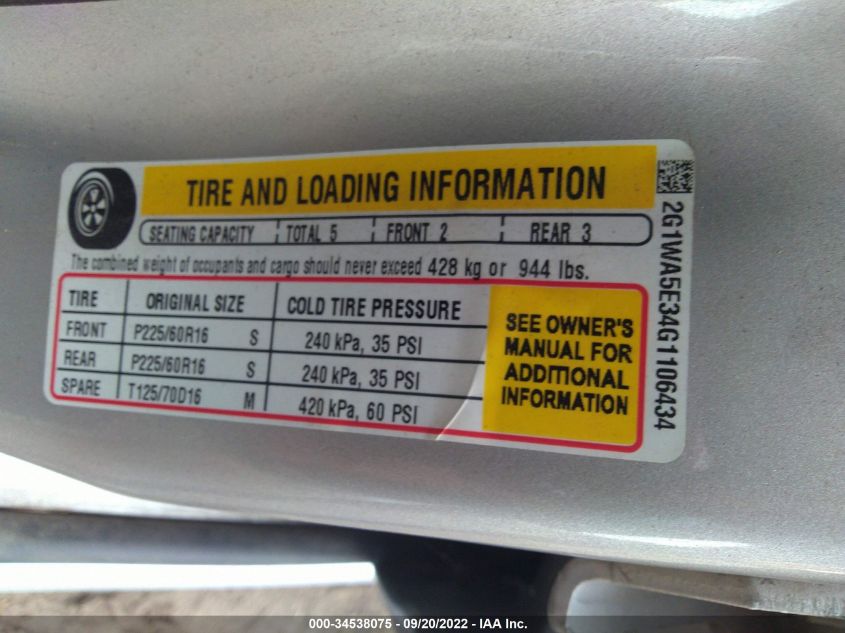 TIRE AND LOADING INFORMATION
SEATING CAPACITY TOTAL 5 FRONT 2 REAR 3
The combined weight of occupants and cargo should never exceed 428 kg or 944 lbs.
TIRE ORIGINAL SIZE COLD TIRE PRESSURE
FRONT P225/60R16 S 240 kPa, 35 PSI
REAR P225/60R16 S 240 kPa, 35 PSI
SPARE T125/70D16 M 420 kPa, 60 PSI
SEE OWNER'S
MANUAL FOR
ADDITIONAL
INFORMATION
2G1WA5E34G1106434
000-34538075 - 09/20/2022 - IAA Inc.